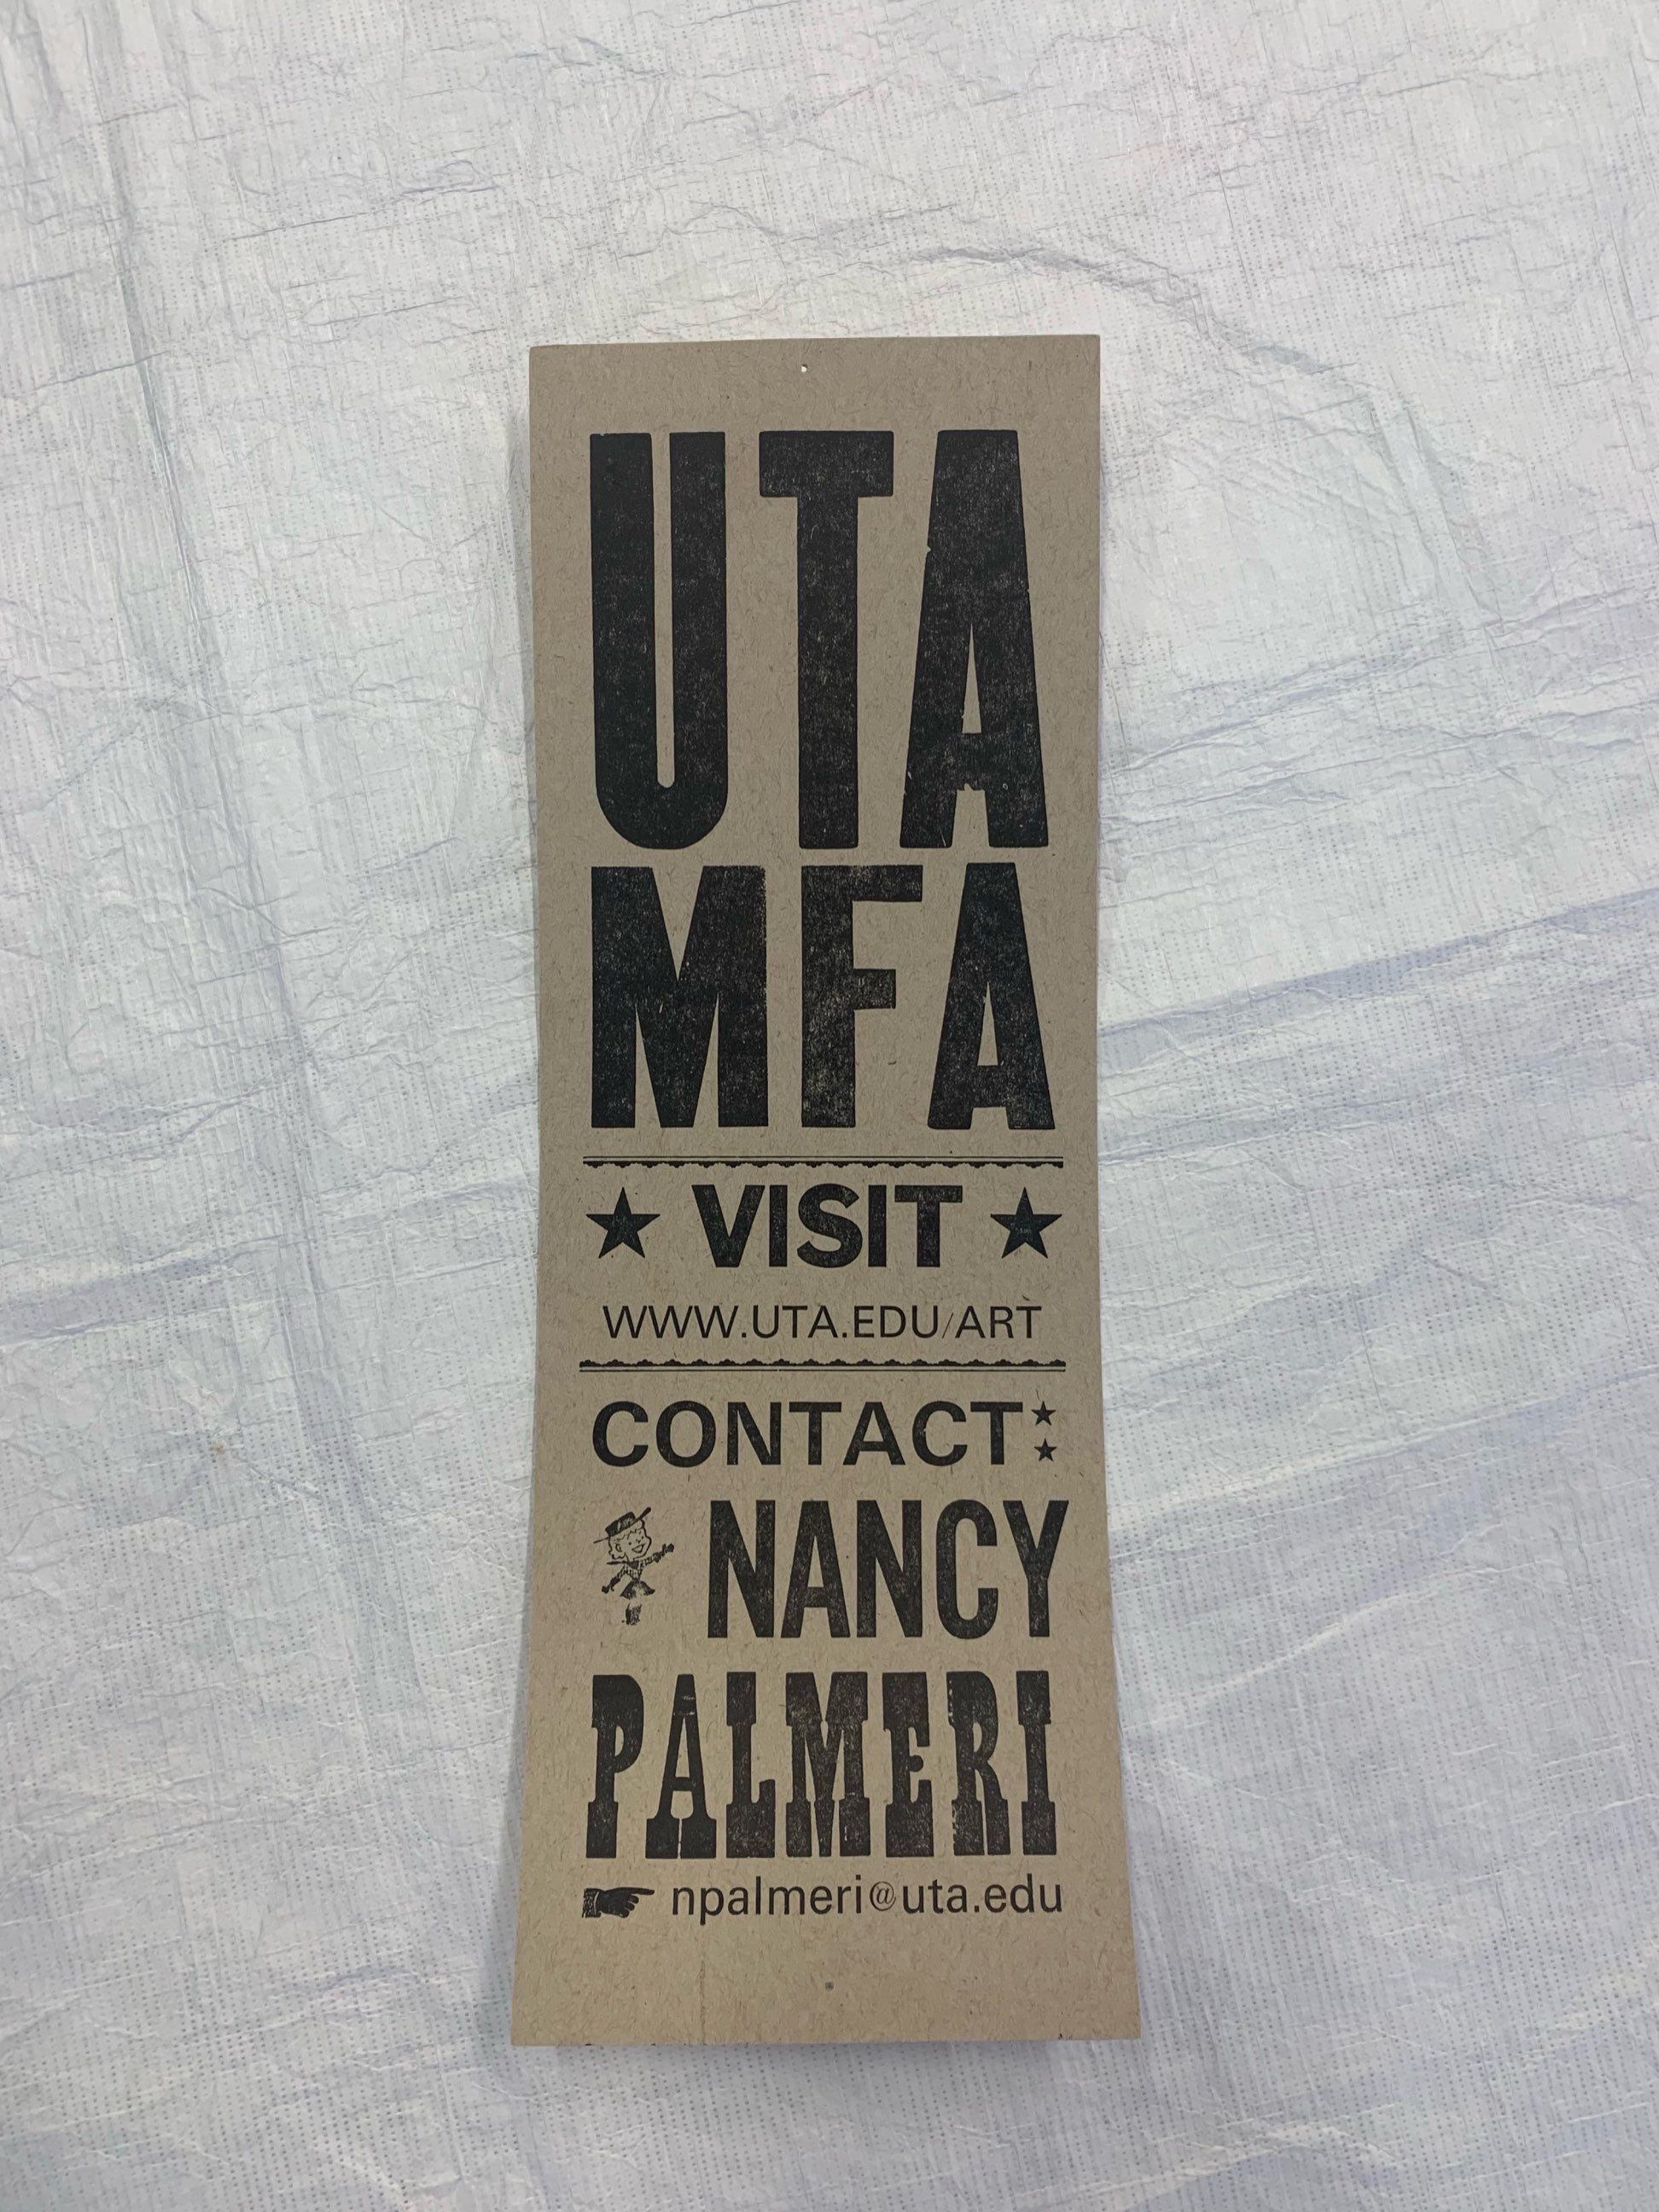 UTA
MFA
VISIT
WWW.UTA.EDU/ART
CONTACT:
NANCY
PALMERI
npalmeri@uta.edu